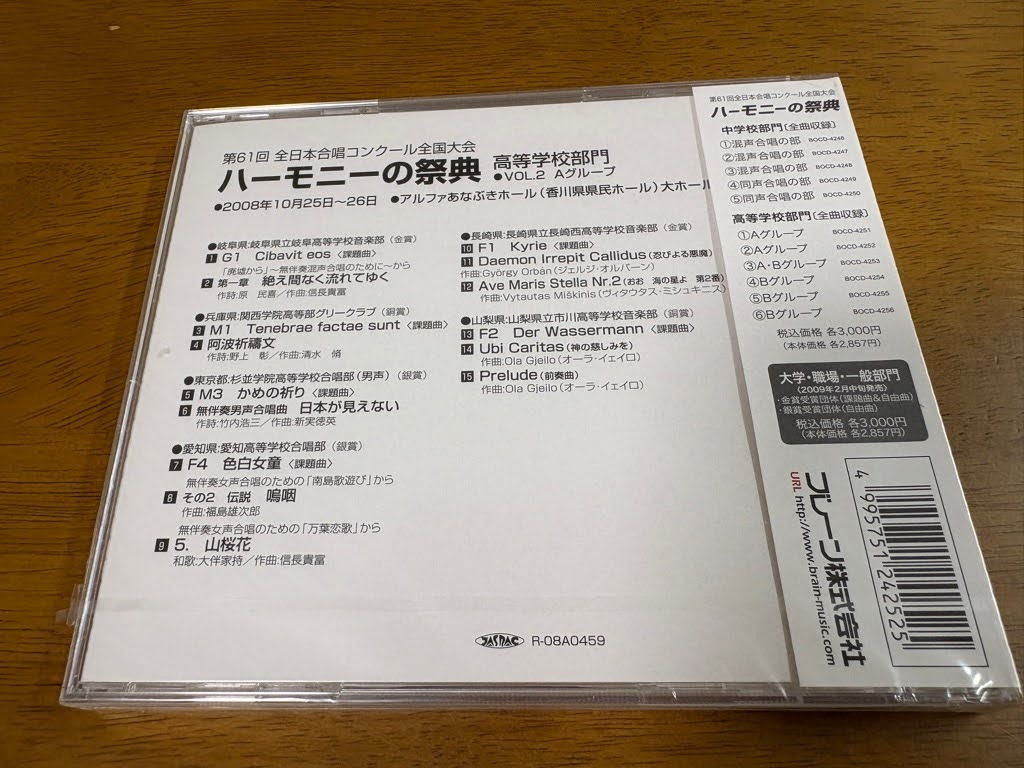 第61回 全日本合唱コンクール全国大会
ハーモニーの祭典 高等学校部門
●VOL.2 Aグループ
●2008年10月25日〜26日 ●アルファあなぶきホール(香川県県民ホール)大ホール
●岐阜県:岐阜県立岐阜高等学校音楽部(金賞)
1 G1 Cibavit eos〈課題曲〉
「廃墟から」〜無伴奏混声合唱のために〜から
2 第一章 絶え間なく流れてゆく
作詩:原 民喜/作曲:信長貴富
●兵庫県:関西学院高等部グリークラブ(銅賞)
3 M1 Tenebrae factae sunt〈課題曲〉
4 阿波祈禱文
作詩:野上 彰/作曲:清水 脩
●東京都:杉並学院高等学校合唱部(男声)(銀賞)
5 M3 かめの祈り〈課題曲〉
6 無伴奏男声合唱曲 日本が見えない
作詩:竹内浩三/作曲:新実徳英
●愛知県:愛知高等学校合唱部(銀賞)
7 F4 色白女童〈課題曲〉
無伴奏女声合唱のための「南島歌遊び」から
8 その2 伝説 嗚咽
作曲:福島雄次郎
無伴奏女声合唱のための「万葉恋歌」から
9 5. 山桜花
和歌:大伴家持/作曲:信長貴富
●長崎県:長崎県立長崎西高等学校音楽部(金賞)
10 F1 Kyrie〈課題曲〉
11 Daemon Irrepit Callidus(忍びよる悪魔)
作曲:György Orbán(ジェルジ・オルバーン)
12 Ave Maris Stella Nr.2(おお 海の星よ 第2番)
作曲:Vytautas Miškinis(ヴィタウタス・ミシュキニス)
●山梨県:山梨県立市川高等学校音楽部(銅賞)
13 F2 Der Wassermann〈課題曲〉
14 Ubi Caritas(神の慈しみを)
作曲:Ola Gjeilo(オーラ・イェイロ)
15 Prelude(前奏曲)
作曲:Ola Gjeilo(オーラ・イェイロ)
JASRAC R-08A0459
第61回全日本合唱コンクール全国大会
ハーモニーの祭典
中学校部門〔全曲収録〕
①混声合唱の部 BOCD-4246
②混声合唱の部 BOCD-4247
③混声合唱の部 BOCD-4248
④同声合唱の部 BOCD-4249
⑤同声合唱の部 BOCD-4250
高等学校部門〔全曲収録〕
①Aグループ BOCD-4251
②Aグループ BOCD-4252
③A・Bグループ BOCD-4253
④Bグループ BOCD-4254
⑤Bグループ BOCD-4255
⑥Bグループ BOCD-4256
税込価格 各3,000円
(本体価格 各2,857円)
大学・職場・一般部門
〈2009年2月中旬発売〉
・金賞受賞団体(課題曲&自由曲)
・銀賞受賞団体(自由曲)
税込価格 各3,000円
(本体価格 各2,857円)
ブレーン株式会社
URL http://www.brain-music.com
4 995751 242525